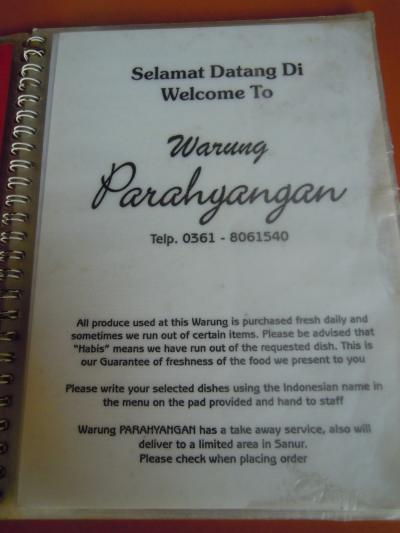 Selamat Datang Di
Welcome To
Warung
Parahyangan
Telp. 0361 - 8061540
All produce used at this Warung is purchased fresh daily and
sometimes we run out of certain items. Please be advised that
"Habis" means we have run out of the requested dish. This is
our Guarantee of freshness of the food we present to you
Please write your selected dishes using the Indonesian name in
the menu on the pad provided and hand to staff
Warung PARAHYANGAN has a take away service, also will
deliver to a limited area in Sanur.
Please check when placing order